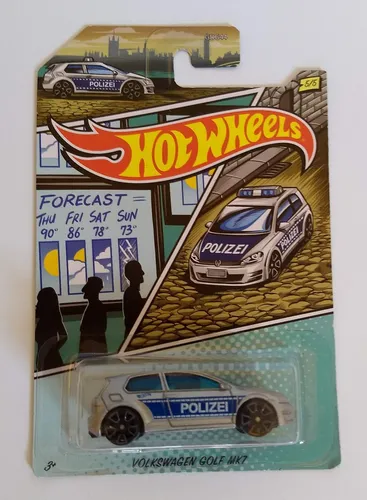 5/5
POLIZEI
HOT WHEELS
FORECAST =
THU FRI SAT SUN
90° 86° 78° 73°
POLIZEI
POLIZEI
POLIZEI
3+
VOLKSWAGEN GOLF MK7